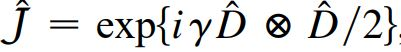 Ĵ = exp{iγD̂ ⊗ D̂/2},